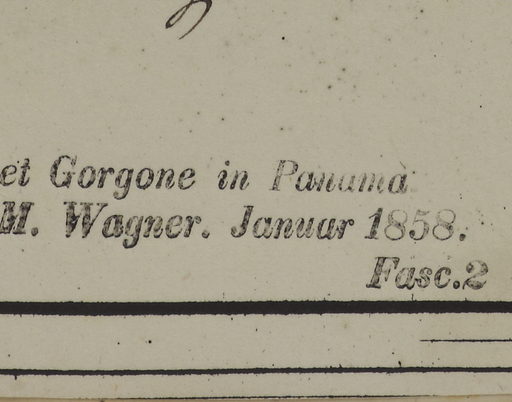 et Gorgone in Panama
M. Wagner. Januar 1858.
Fasc.2